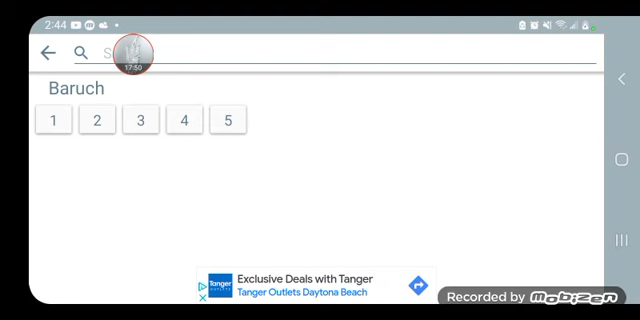 2:44
S
17:50
Baruch
1 2 3 4 5
Tanger
OUTLETS
Exclusive Deals with Tanger
Tanger Outlets Daytona Beach
Recorded by MOBIZEN